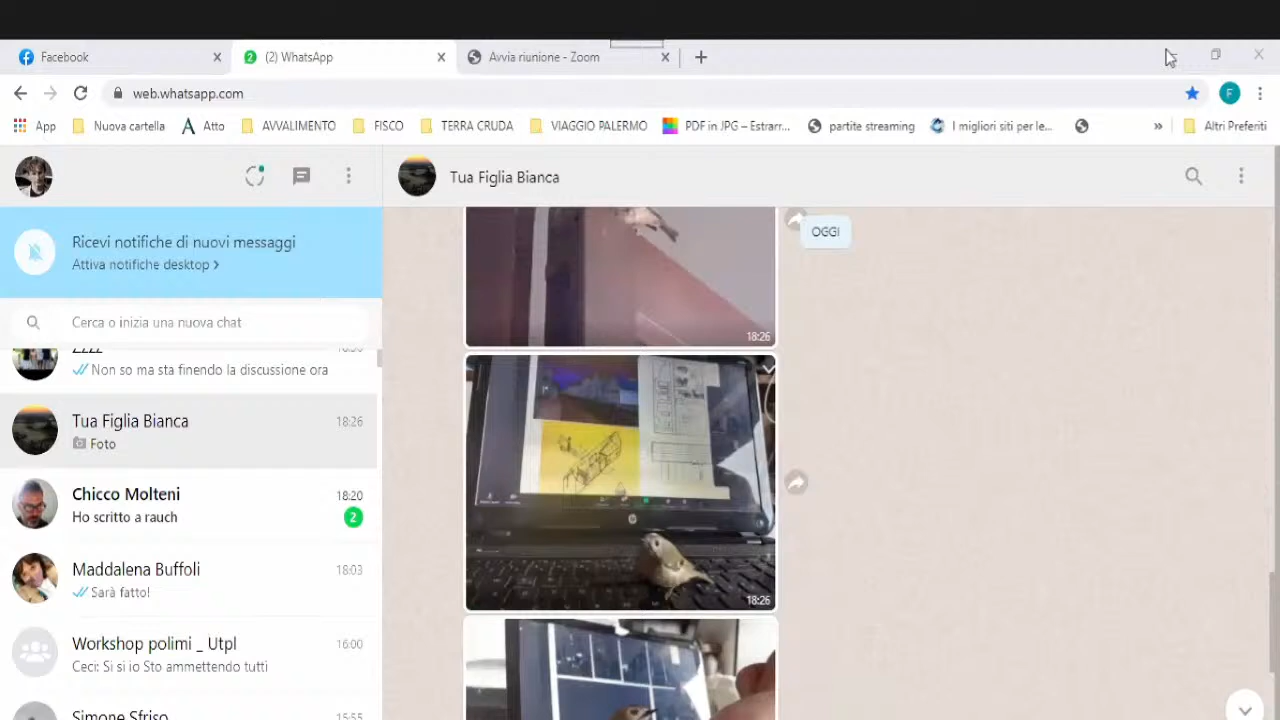 Facebook
2
(2) WhatsApp
Avvia riunione - Zoom
web.whatsapp.com
F
App
Nuova cartella
Atto
AVVALIMENTO
FISCO
TERRA CRUDA
VIAGGIO PALERMO
PDF in JPG – Estrarr...
partite streaming
I migliori siti per le...
»
Altri Preferiti
Tua Figlia Bianca
Ricevi notifiche di nuovi messaggi
Attiva notifiche desktop >
Cerca o inizia una nuova chat
Non so ma sta finendo la discussione ora
Tua Figlia Bianca 18:26
Foto
Chicco Molteni 18:20
Ho scritto a rauch 2
Maddalena Buffoli 18:03
Sarà fatto!
Workshop polimi _ Utpl 16:00
Ceci: Si si io Sto ammettendo tutti
Simone Sfriso 15:55
OGGI
18:26
18:26